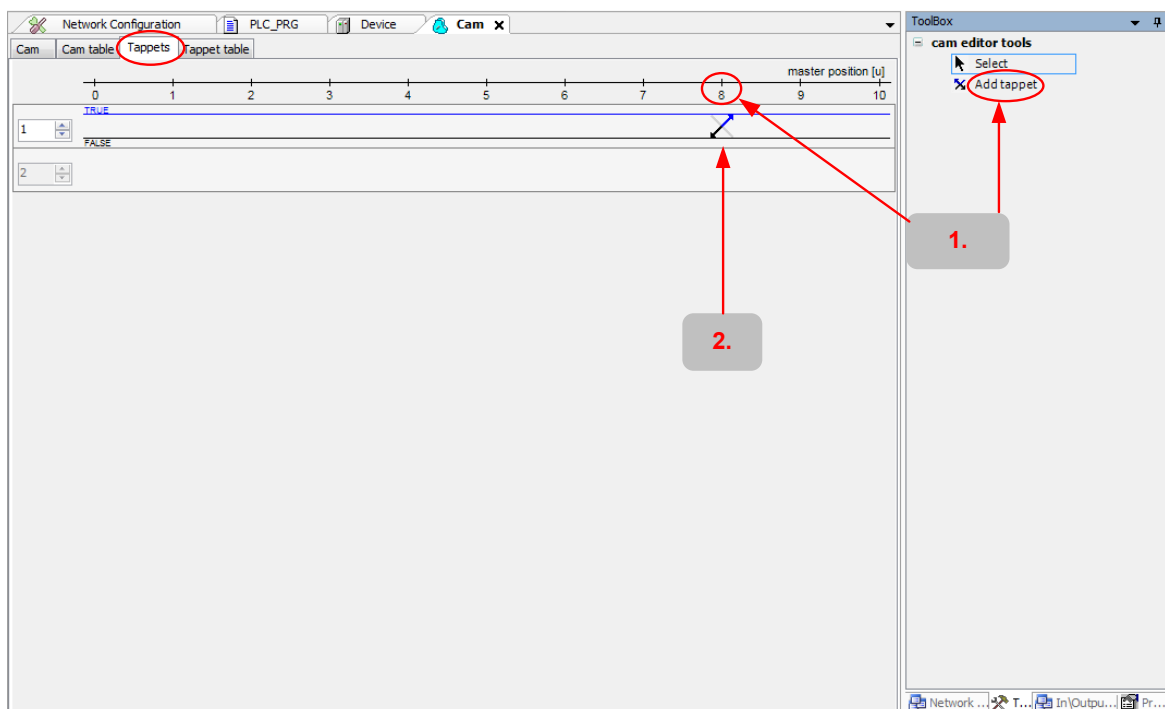 Network Configuration PLC_PRG Device Cam
Cam Cam table Tappets Tappet table
master position [u]
0 1 2 3 4 5 6 7 8 9 10
TRUE
1
FALSE
2
1.
2.
ToolBox
cam editor tools
Select
Add tappet
Network ... T... In\Outpu... Pr...